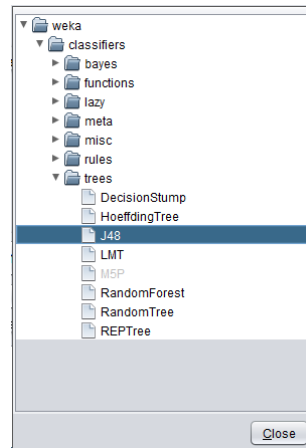 weka
classifiers
bayes
functions
lazy
meta
misc
rules
trees
DecisionStump
HoeffdingTree
J48
LMT
M5P
RandomForest
RandomTree
REPTree
Close